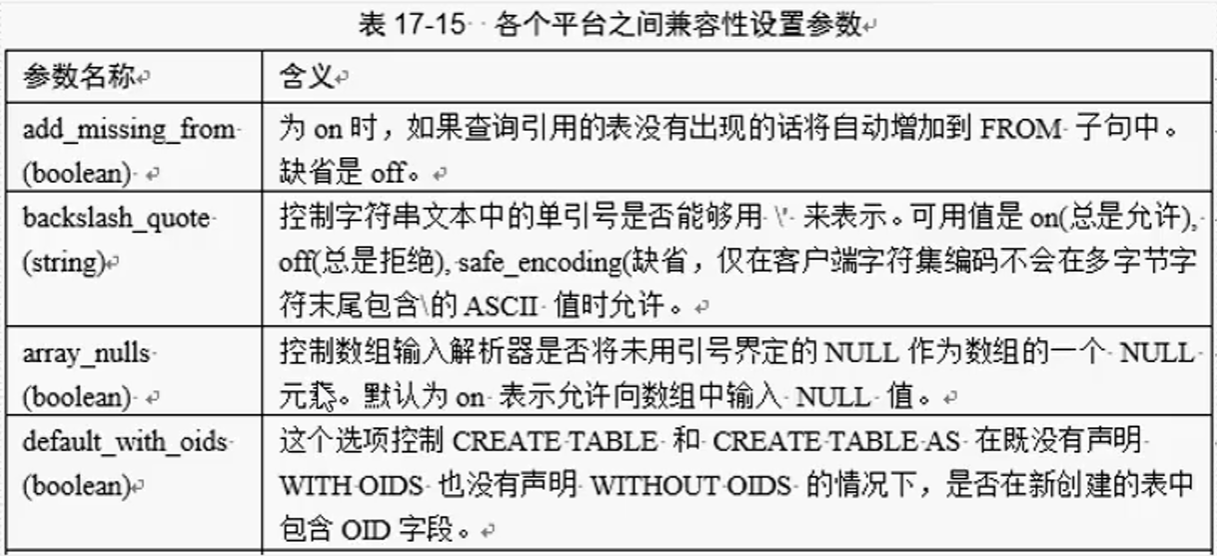 表 17-15 各个平台之间兼容性设置参数
参数名称
含义
add_missing_from
(boolean)
为 on 时，如果查询引用的表没有出现的话将自动增加到 FROM 子句中。
缺省是 off。
backslash_quote
(string)
控制字符串文本中的单引号是否能够用 \' 来表示。可用值是 on(总是允许),
off(总是拒绝), safe_encoding(缺省，仅在客户端字符集编码不会在多字节字
符末尾包含\的 ASCII 值时允许。
array_nulls
(boolean)
控制数组输入解析器是否将未用引号界定的 NULL 作为数组的一个 NULL
元素。默认为 on 表示允许向数组中输入 NULL 值。
default_with_oids
(boolean)
这个选项控制 CREATE TABLE 和 CREATE TABLE AS 在既没有声明
WITH OIDS 也没有声明 WITHOUT OIDS 的情况下，是否在新创建的表中
包含 OID 字段。